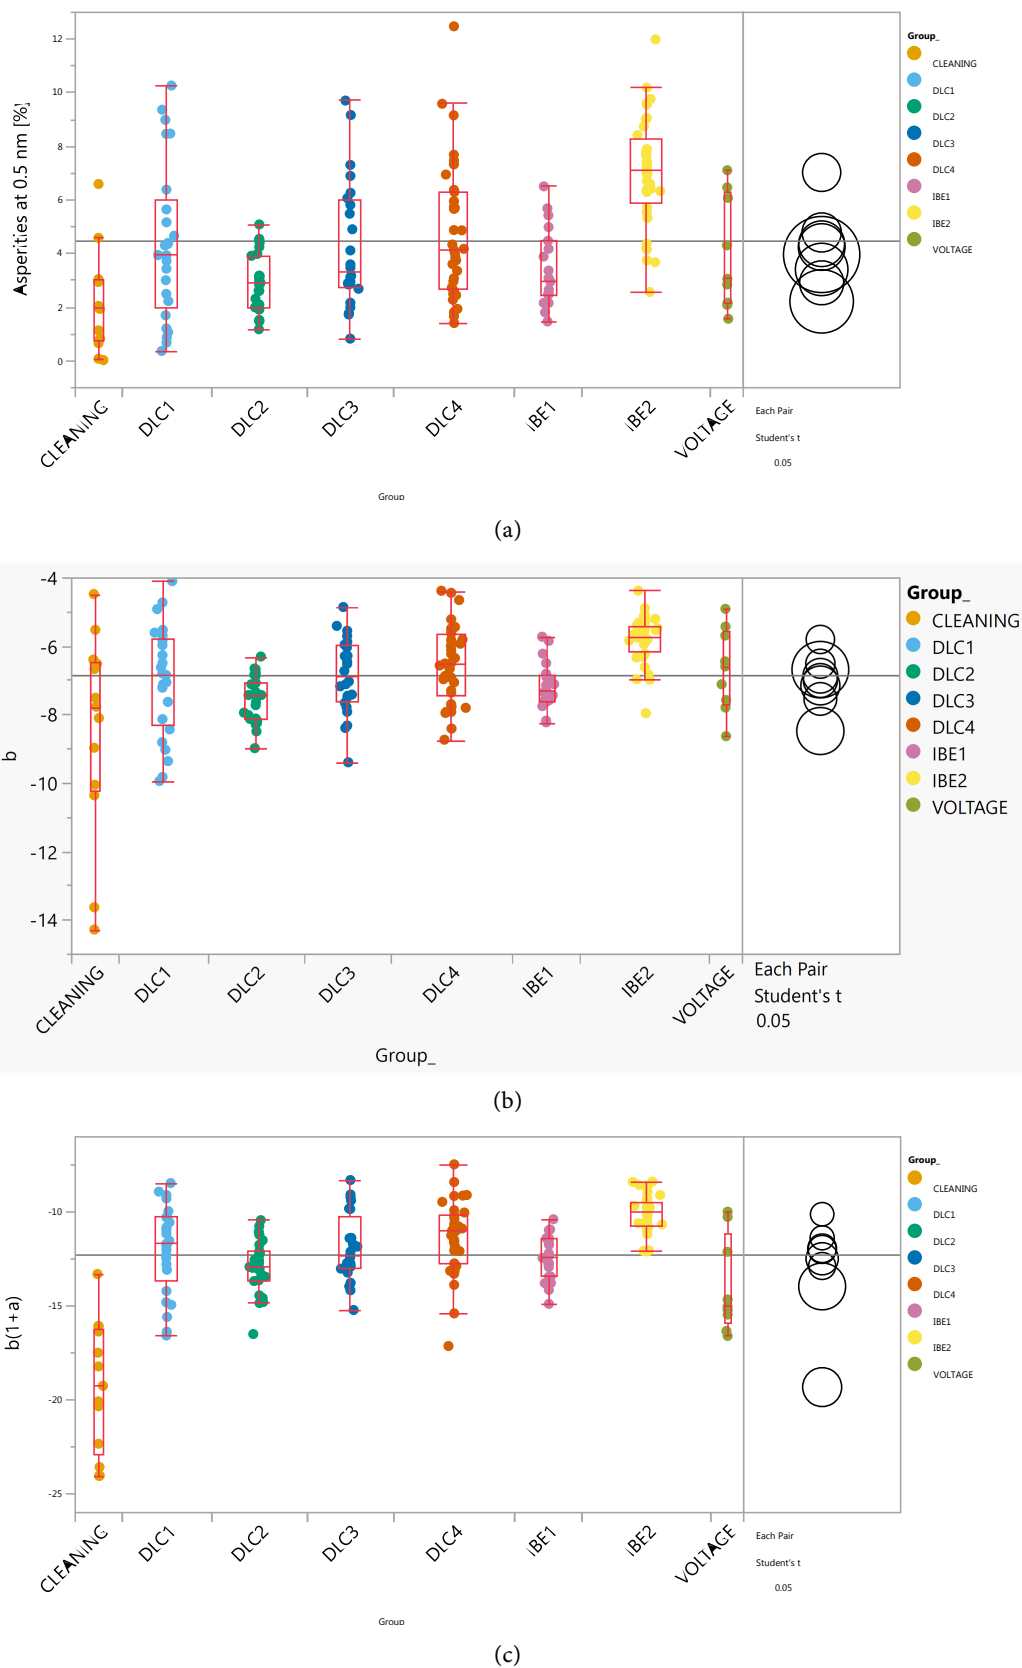 Asperities at 0.5 nm [%]
12
10
8
6
4
2
0
CLEANING
DLC1
DLC2
DLC3
DLC4
IBE1
IBE2
VOLTAGE
Each Pair
Student's t
0.05
Group
Group_
CLEANING
DLC1
DLC2
DLC3
DLC4
IBE1
IBE2
VOLTAGE
(a)
b
-4
-6
-8
-10
-12
-14
CLEANING
DLC1
DLC2
DLC3
DLC4
IBE1
IBE2
VOLTAGE
Each Pair
Student's t
0.05
Group_
Group_
CLEANING
DLC1
DLC2
DLC3
DLC4
IBE1
IBE2
VOLTAGE
(b)
b(1+a)
-10
-15
-20
-25
CLEANING
DLC1
DLC2
DLC3
DLC4
IBE1
IBE2
VOLTAGE
Each Pair
Student's t
0.05
Group
Group_
CLEANING
DLC1
DLC2
DLC3
DLC4
IBE1
IBE2
VOLTAGE
(c)